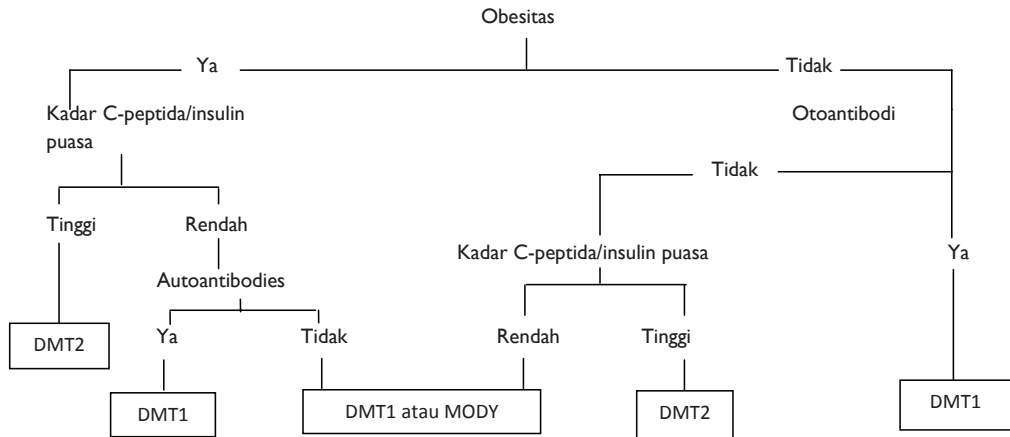 Obesitas
Ya
Tidak
Kadar C-peptida/insulin
puasa
Otoantibodi
Tidak
Tinggi
Rendah
Kadar C-peptida/insulin puasa
Ya
Autoantibodies
Ya
Tidak
Rendah
Tinggi
DMT2
DMT1
DMT1 atau MODY
DMT2
DMT1